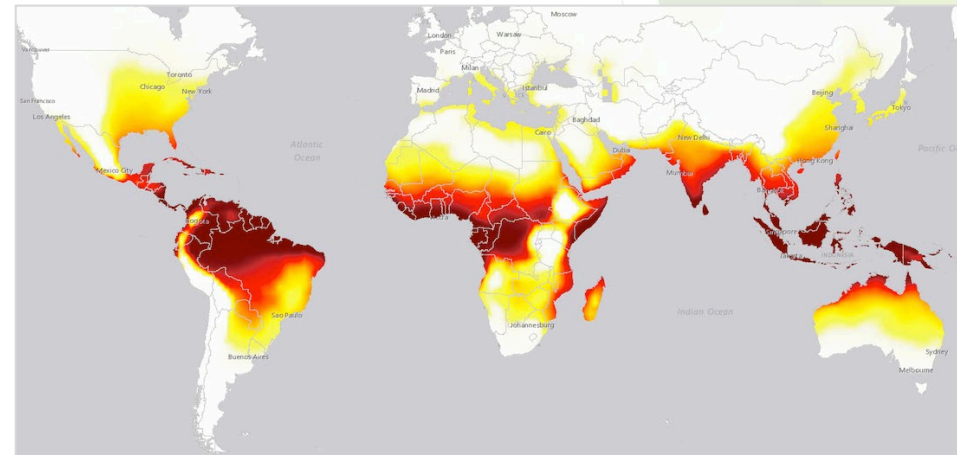 Moscow
London
Warsaw
Vancouver
Paris
Milan
Toronto
Chicago
Madrid
Istanbul
New York
Beijing
San Francisco
Tokyo
Los Angeles
Baghdad
Shanghai
Cairo
New Delhi
Atlantic
Ocean
Dubai
Pacific O
Hong Kong
Mexico City
Mumbai
Singapore
Jakarta
INDONESIA
Indian Ocean
Sao Paulo
Johannesburg
Sydney
Buenos Aires
Melbourne